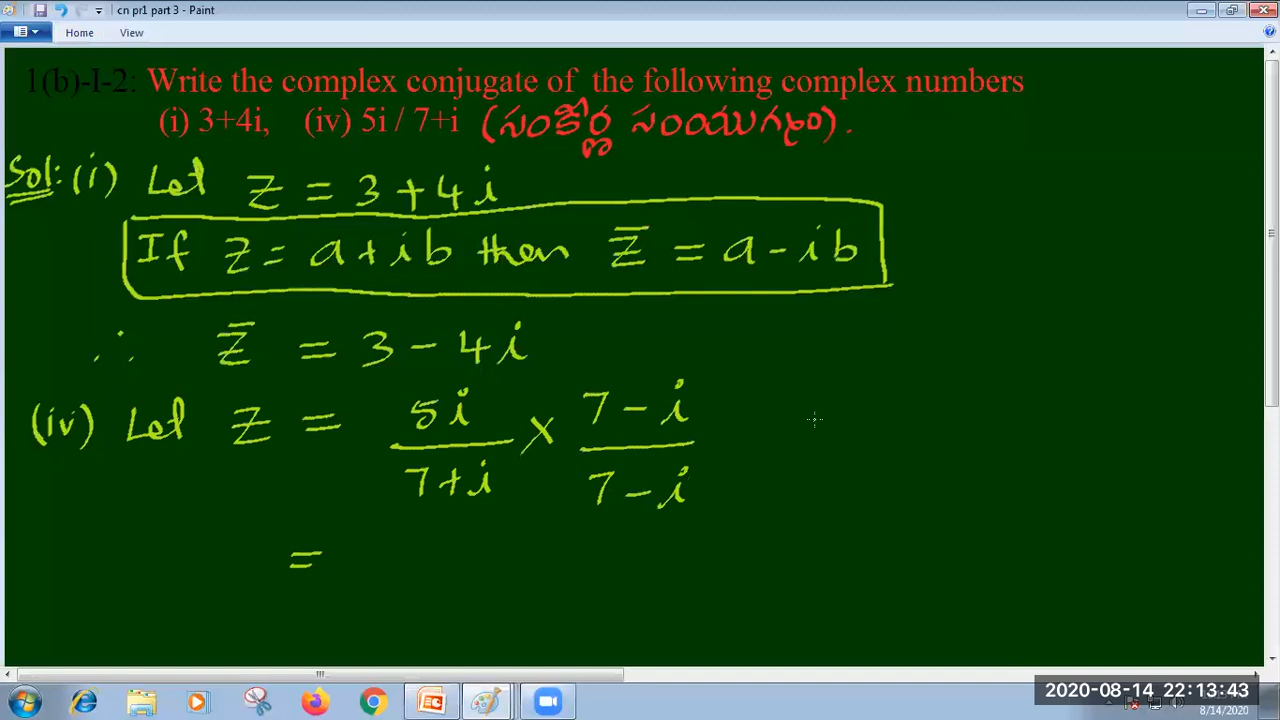 cn pr1 part 3 - Paint
Home View
1(b)-I-2: Write the complex conjugate of the following complex numbers
(i) 3+4i, (iv) 5i / 7+i (సంకీర్ణ సంయుగ్మం).
Sol: (i) Let z = 3 + 4i
If z = a + ib then z̄ = a - ib
∴ z̄ = 3 - 4i
(iv) Let z = 5i / 7+i × 7-i / 7-i
=
2020-08-14 22:13:43
8/14/2020